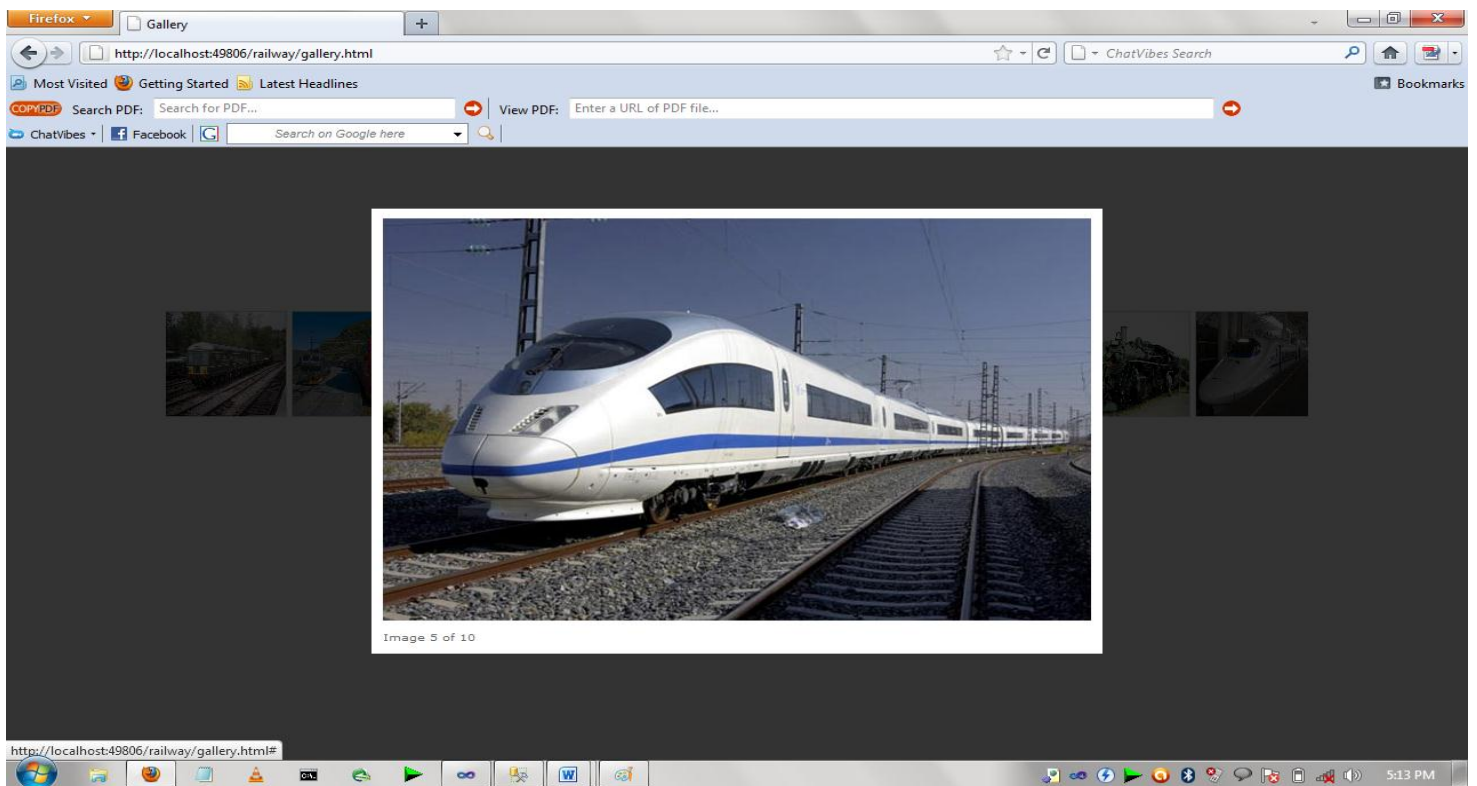 Firefox
Gallery
http://localhost:49806/railway/gallery.html
ChatVibes Search
Most Visited Getting Started Latest Headlines
Bookmarks
COPYPDF Search PDF: Search for PDF... View PDF: Enter a URL of PDF file...
ChatVibes Facebook G Search on Google here
Image 5 of 10
http://localhost:49806/railway/gallery.html#
W
5:13 PM